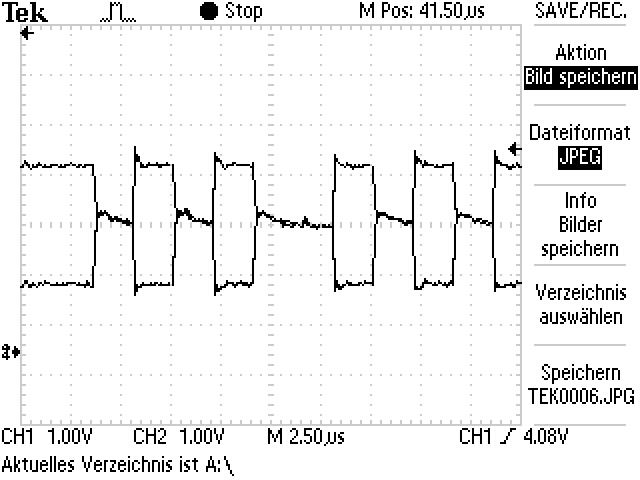 Tek
Stop
M Pos: 41.50µs
SAVE/REC.
Aktion
Bild speichern
Dateiformat
JPEG
Info
Bilder
speichern
Verzeichnis
auswählen
Speichern
TEK0006.JPG
CH1 1.00V
CH2 1.00V
M 2.50µs
CH1
4.08V
Aktuelles Verzeichnis ist A:\